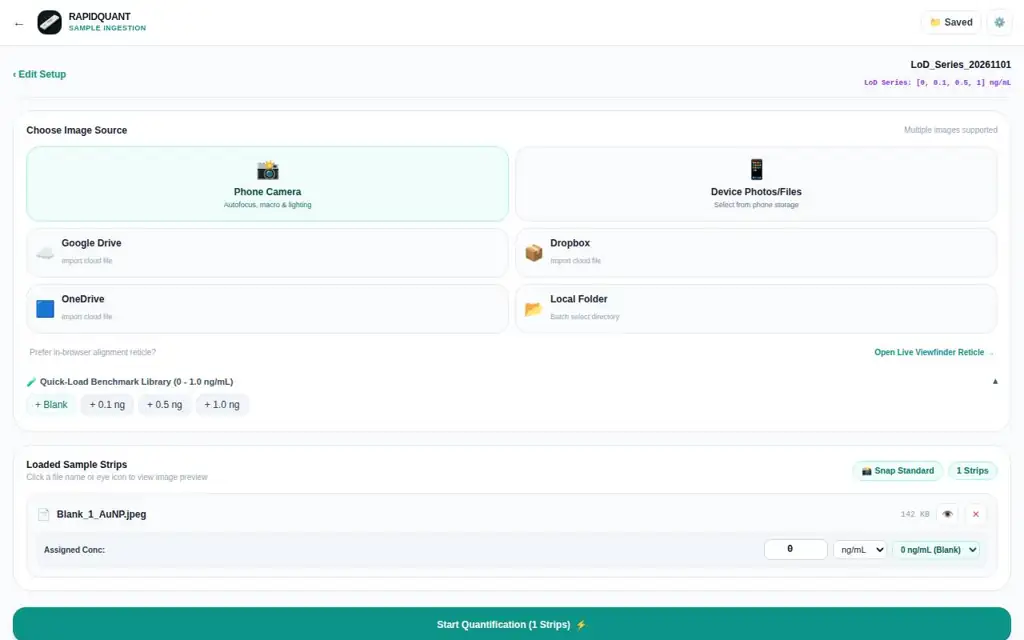 ←
RAPIDQUANT
SAMPLE INGESTION
Saved
‹ Edit Setup
LoD_Series_20261101
LoD Series: [0, 0.1, 0.5, 1] ng/mL
Choose Image Source
Multiple images supported
Phone Camera
Autofocus, macro & lighting
Device Photos/Files
Select from phone storage
Google Drive
Import cloud file
Dropbox
Import cloud file
OneDrive
Import cloud file
Local Folder
Batch select directory
Prefer in-browser alignment reticle?
Open Live Viewfinder Reticle →
Quick-Load Benchmark Library (0 - 1.0 ng/mL)
▲
+ Blank
+ 0.1 ng
+ 0.5 ng
+ 1.0 ng
Loaded Sample Strips
Click a file name or eye icon to view image preview
Snap Standard
1 Strips
Blank_1_AuNP.jpeg
142 KB
✕
Assigned Conc:
0
ng/mL
0 ng/mL (Blank)
Start Quantification (1 Strips) ⚡